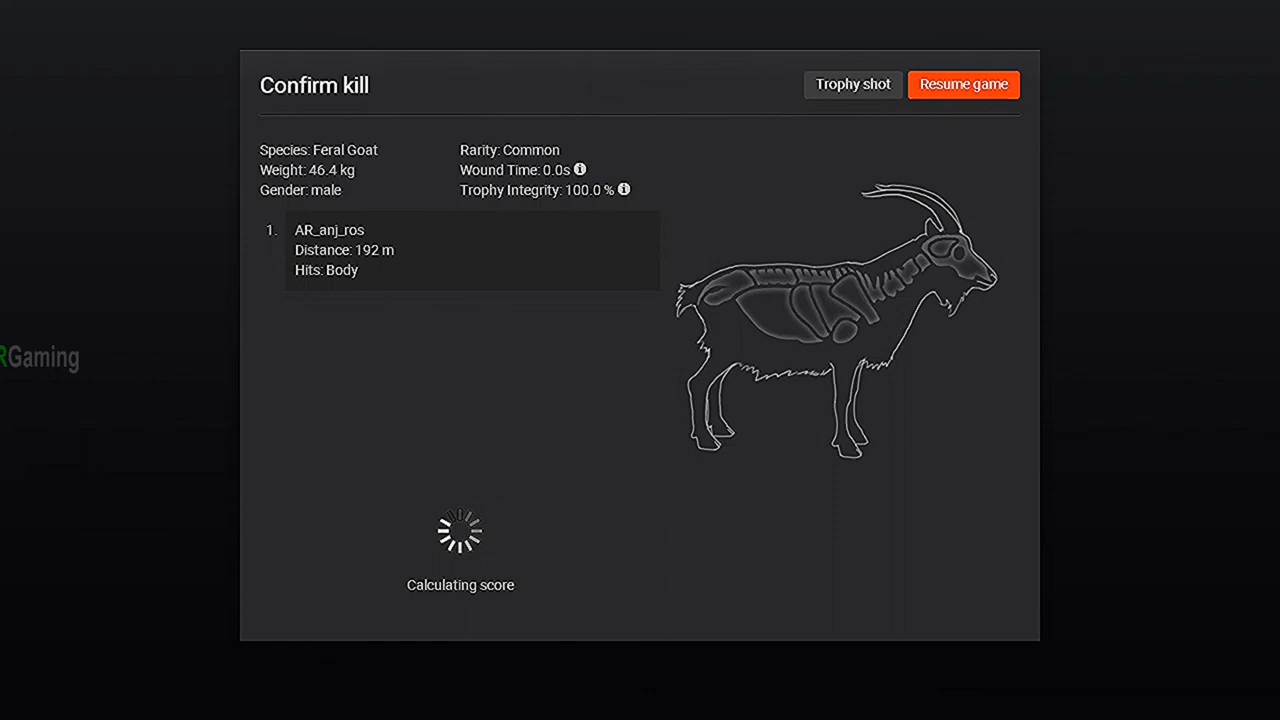 Confirm kill
Trophy shot
Resume game
Species: Feral Goat
Weight: 46.4 kg
Gender: male
Rarity: Common
Wound Time: 0.0s
Trophy Integrity: 100.0 %
1.
AR_anj_ros
Distance: 192 m
Hits: Body
RGaming
Calculating score